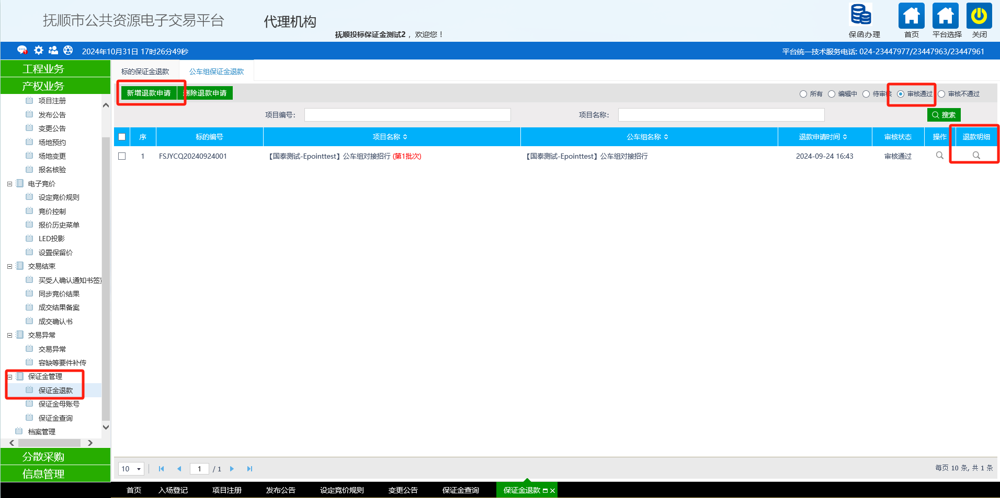 抚顺市公共资源电子交易平台
代理机构
抚顺投标保证金测试2 ，欢迎您！
保函办理
首页
平台选择
关闭
2024年10月31日 17时26分49秒
平台统一技术服务电话: 024-23447977/23447963/23447961
工程业务
产权业务
项目注册
发布公告
变更公告
场地预约
场地变更
报名核验
电子竞价
设定竞价规则
竞价控制
报价历史菜单
LED投影
设置保留价
交易结束
买受人确认通知书签
同步竞价结果
成交结果备案
成交确认书
交易异常
交易异常
容缺等要件补传
保证金管理
保证金退款
保证金母账号
保证金查询
档案管理
分散采购
信息管理
标的保证金退款
公车组保证金退款
新增退款申请
删除退款申请
所有
编辑中
待审核
审核通过
审核不通过
项目编号：
项目名称：
搜索
序 标的编号 项目名称 公车组名称 退款申请时间 审核状态 操作 退款明细
1 FSJYCQ20240924001 【国泰测试-Epointtest】公车组对接招行 (第1批次) 【国泰测试-Epointtest】公车组对接招行 2024-09-24 16:43 审核通过
10
1 / 1
每页 10 条, 共 1 条
首页 入场登记 项目注册 发布公告 设定竞价规则 变更公告 保证金查询 保证金退款